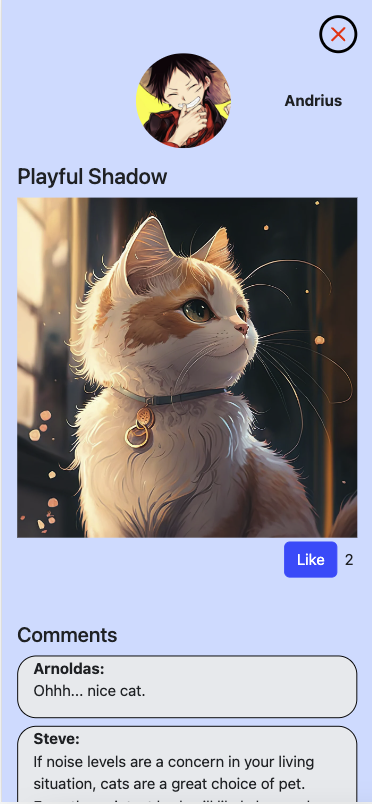 Andrius
Playful Shadow
Like 2
Comments
Arnoldas:
Ohhh... nice cat.
Steve:
If noise levels are a concern in your living
situation, cats are a great choice of pet.